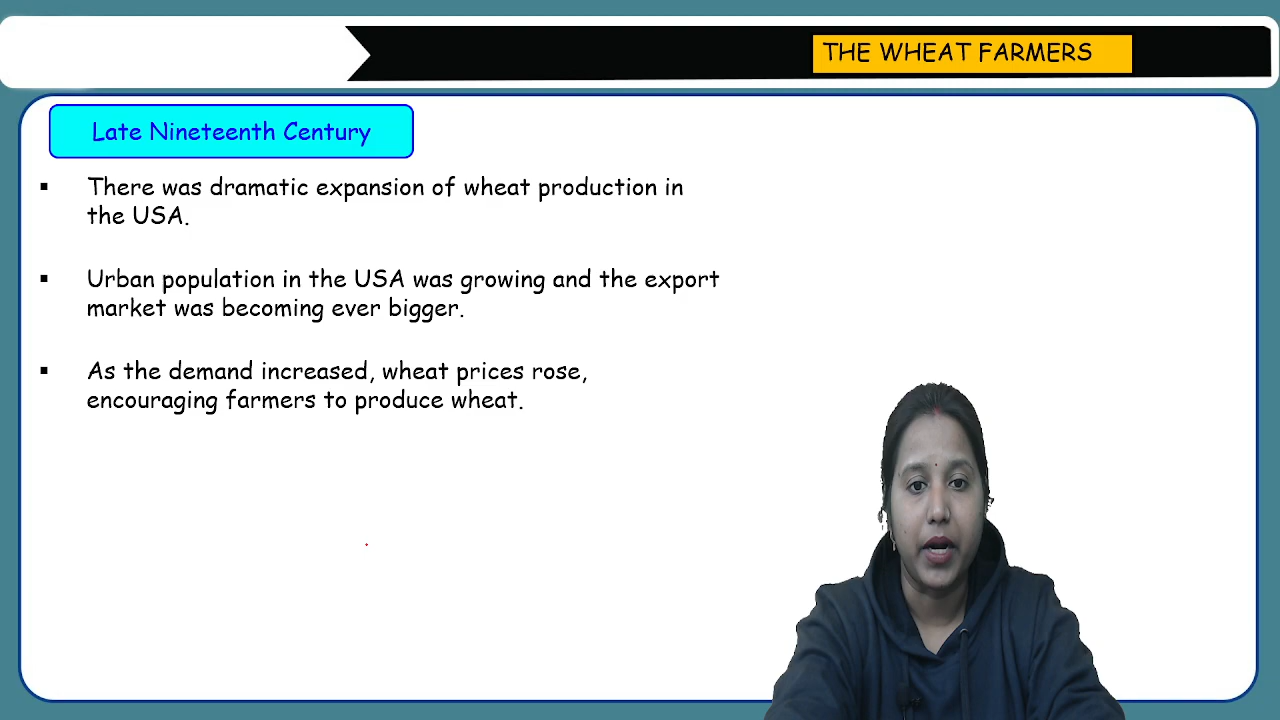 THE WHEAT FARMERS
Late Nineteenth Century
▪ There was dramatic expansion of wheat production in
the USA.
▪ Urban population in the USA was growing and the export
market was becoming ever bigger.
▪ As the demand increased, wheat prices rose,
encouraging farmers to produce wheat.